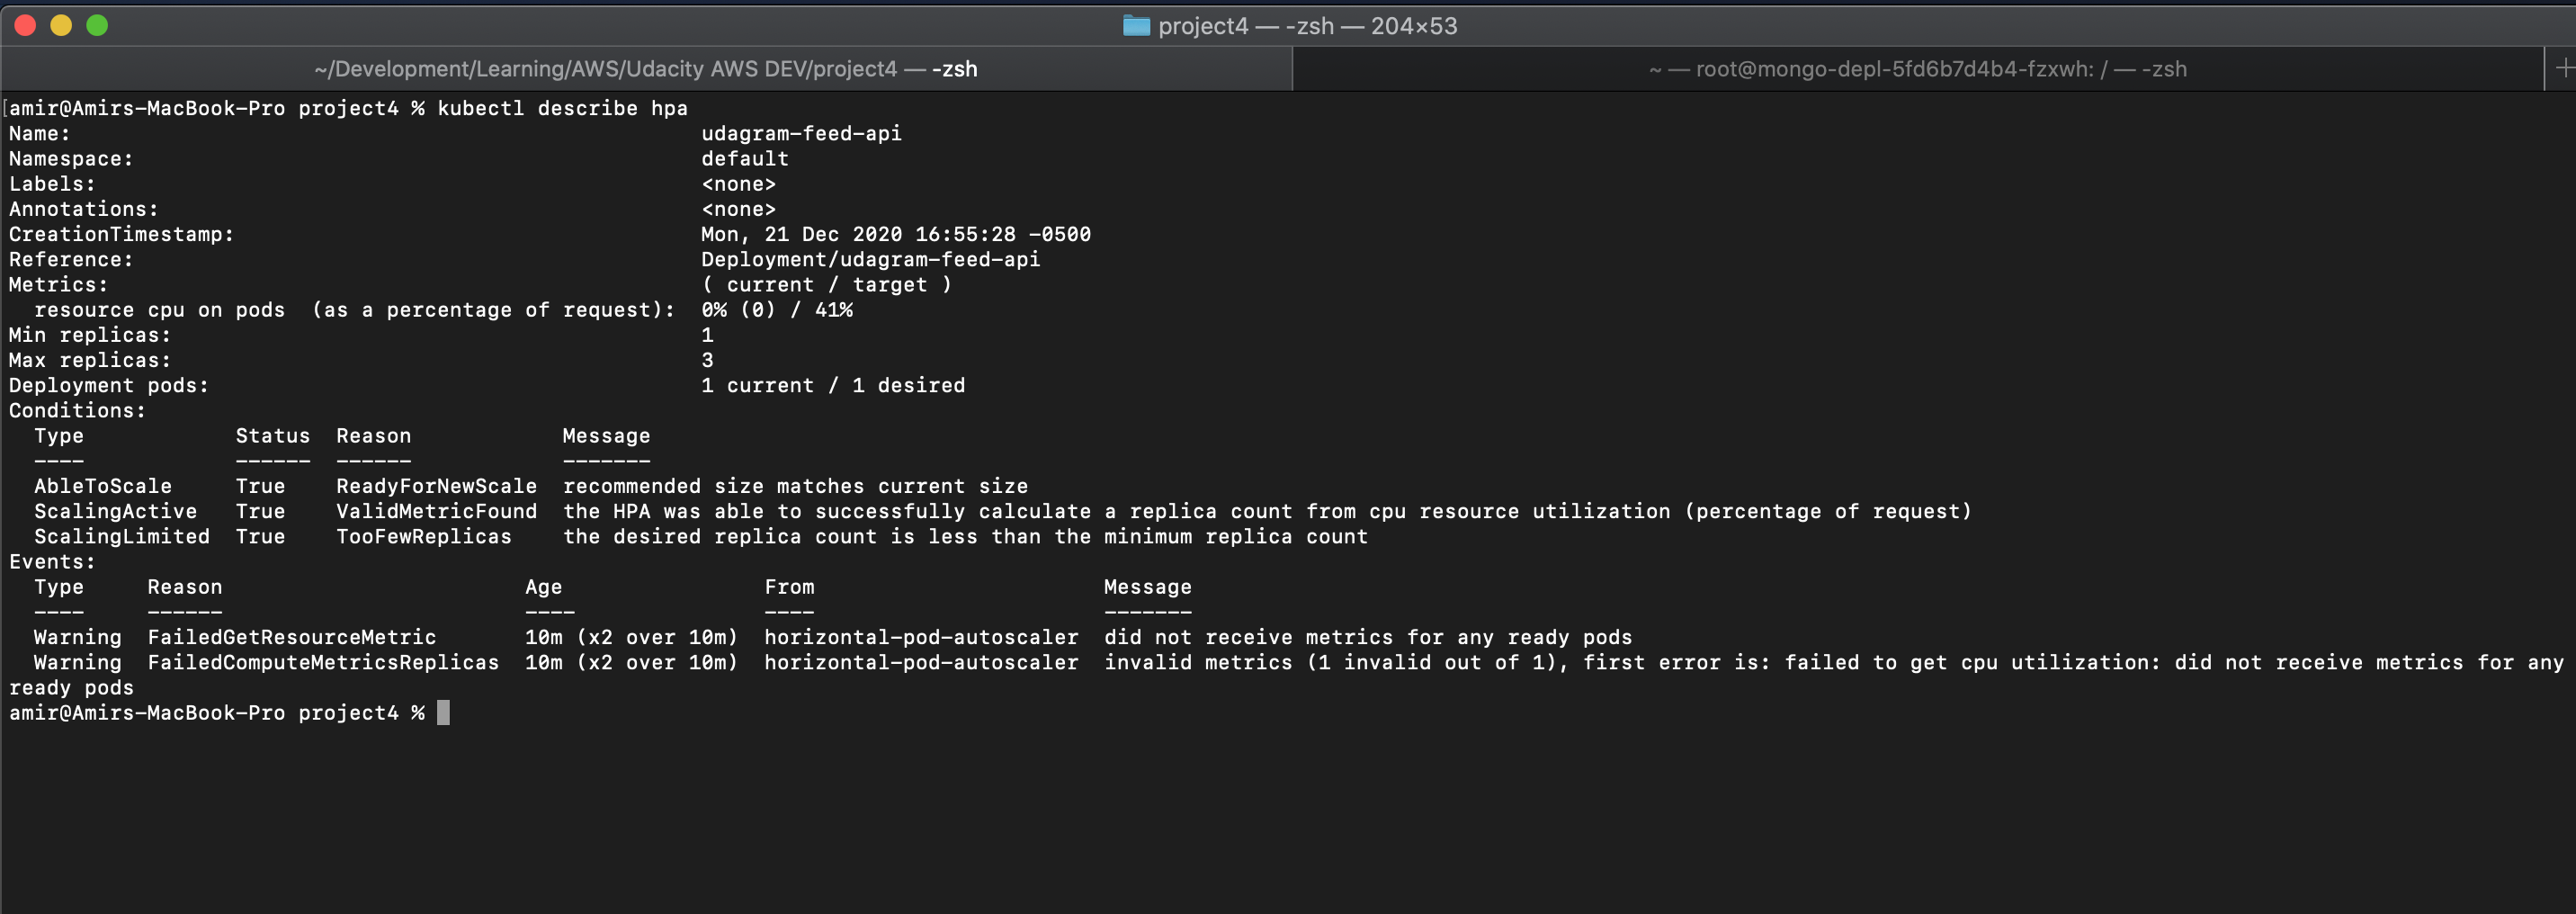 project4 — -zsh — 204×53
~/Development/Learning/AWS/Udacity AWS DEV/project4 — -zsh
~ — root@mongo-depl-5fd6b7d4b4-fzxwh: / — -zsh
[amir@Amirs-MacBook-Pro project4 % kubectl describe hpa
Name: udagram-feed-api
Namespace: default
Labels: <none>
Annotations: <none>
CreationTimestamp: Mon, 21 Dec 2020 16:55:28 -0500
Reference: Deployment/udagram-feed-api
Metrics: ( current / target )
resource cpu on pods (as a percentage of request): 0% (0) / 41%
Min replicas: 1
Max replicas: 3
Deployment pods: 1 current / 1 desired
Conditions:
Type Status Reason Message
---- ------ ------ -------
AbleToScale True ReadyForNewScale recommended size matches current size
ScalingActive True ValidMetricFound the HPA was able to successfully calculate a replica count from cpu resource utilization (percentage of request)
ScalingLimited True TooFewReplicas the desired replica count is less than the minimum replica count
Events:
Type Reason Age From Message
---- ------ ---- ---- -------
Warning FailedGetResourceMetric 10m (x2 over 10m) horizontal-pod-autoscaler did not receive metrics for any ready pods
Warning FailedComputeMetricsReplicas 10m (x2 over 10m) horizontal-pod-autoscaler invalid metrics (1 invalid out of 1), first error is: failed to get cpu utilization: did not receive metrics for any
ready pods
amir@Amirs-MacBook-Pro project4 %